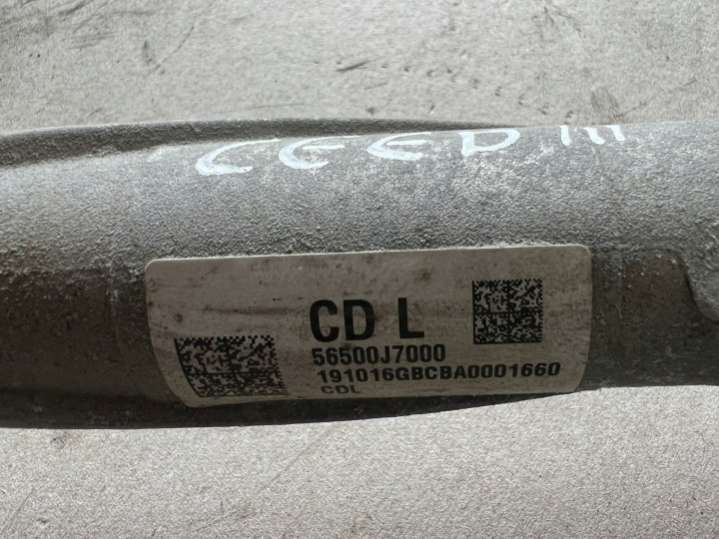 CEED III
CD L
56500J7000
191016GBCBA0001660
CDL